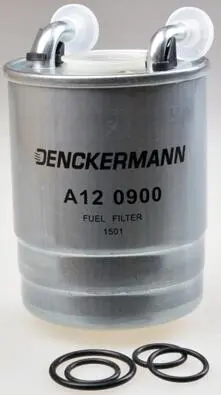 DENCKERMANN
A12 0900
FUEL FILTER
1501